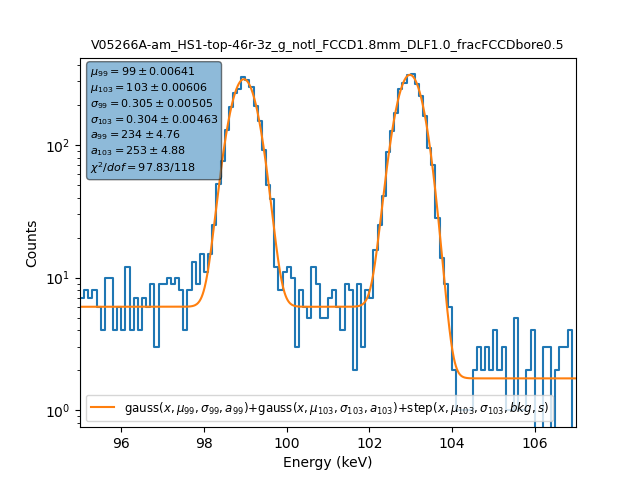 V05266A-am_HS1-top-46r-3z_g_notl_FCCD1.8mm_DLF1.0_fracFCCDbore0.5
μ99 = 99 ± 0.00641
μ103 = 103 ± 0.00606
σ99 = 0.305 ± 0.00505
σ103 = 0.304 ± 0.00463
a99 = 234 ± 4.76
a103 = 253 ± 4.88
χ²/dof = 97.83/118
Counts
10²
10¹
10⁰
gauss(x, μ99, σ99, a99)+gauss(x, μ103, σ103, a103)+step(x, μ103, σ103, bkg, s)
96 98 100 102 104 106
Energy (keV)